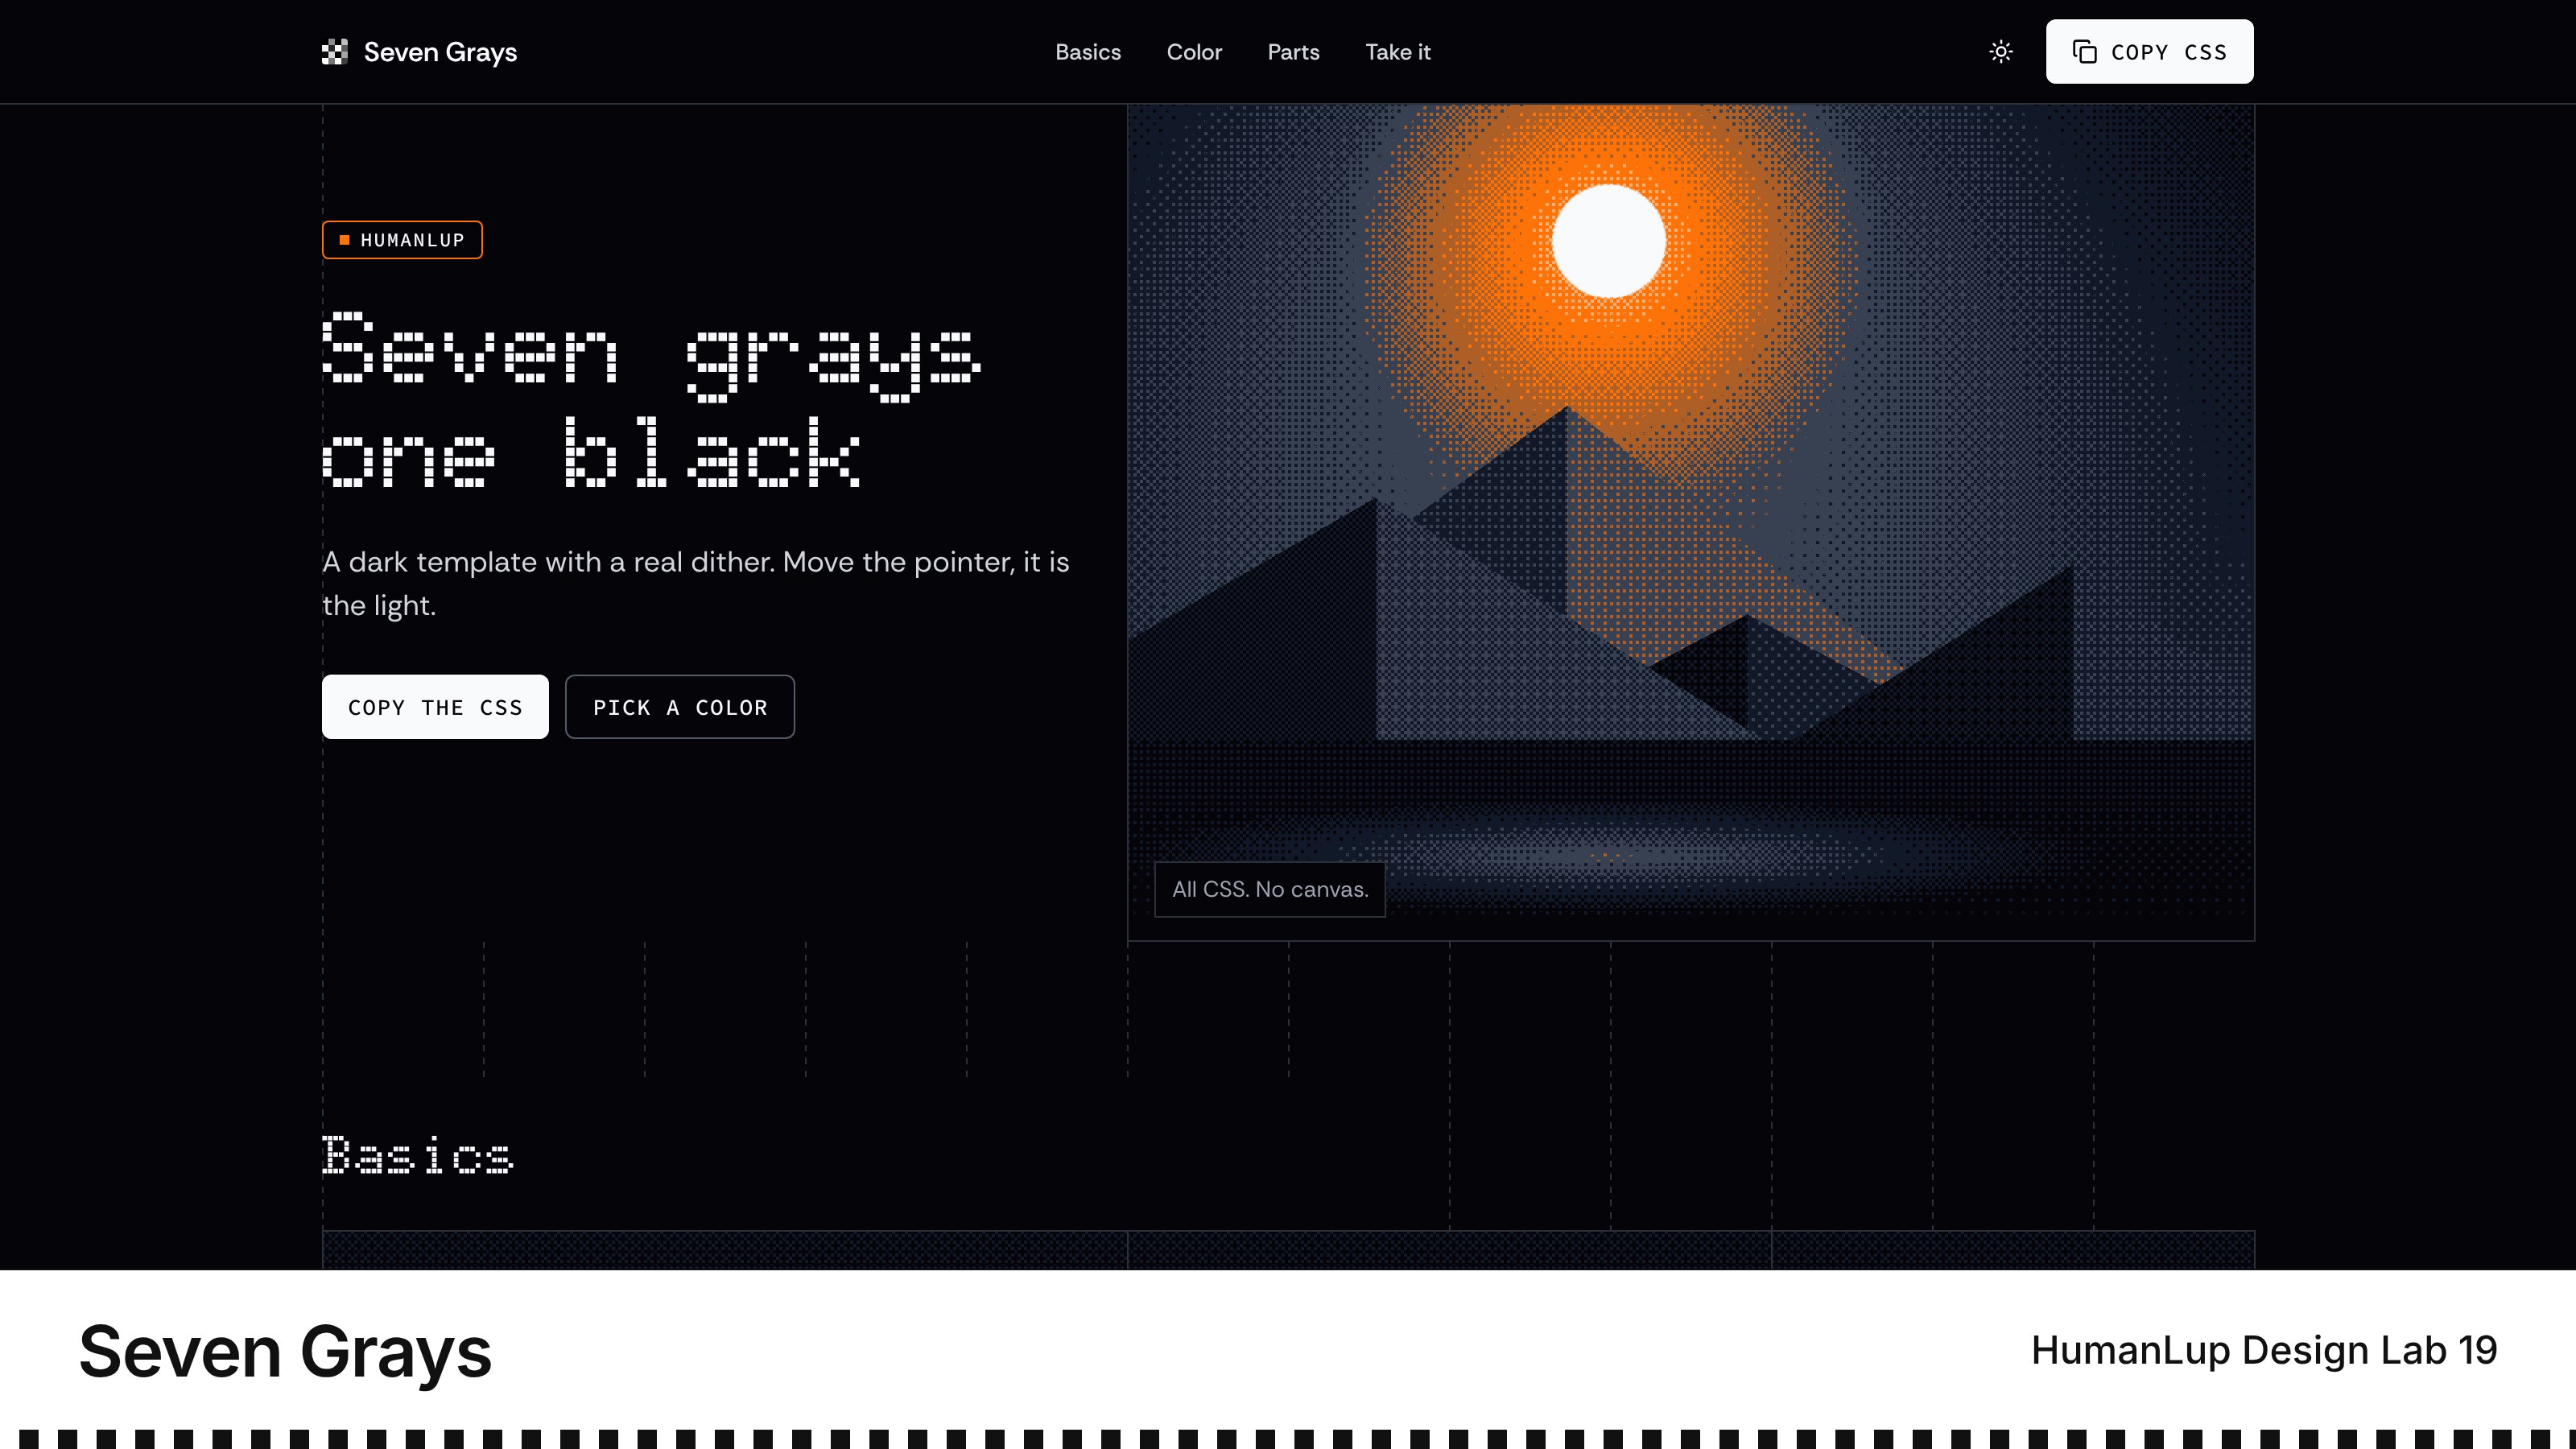 Seven Grays
Basics
Color
Parts
Take it
COPY CSS
HUMANLUP
Seven grays
one black
A dark template with a real dither. Move the pointer, it is
the light.
COPY THE CSS
PICK A COLOR
All CSS. No canvas.
Basics
Seven Grays
HumanLup Design Lab 19